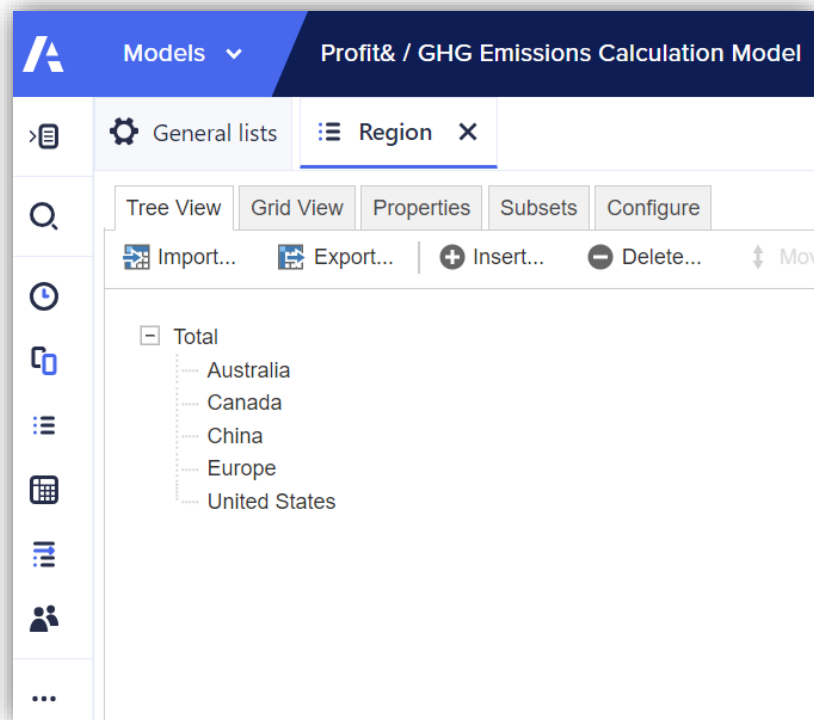 Models Profit& / GHG Emissions Calculation Model
General lists Region
Tree View Grid View Properties Subsets Configure
Import... Export... Insert... Delete... Mov
Total
Australia
Canada
China
Europe
United States